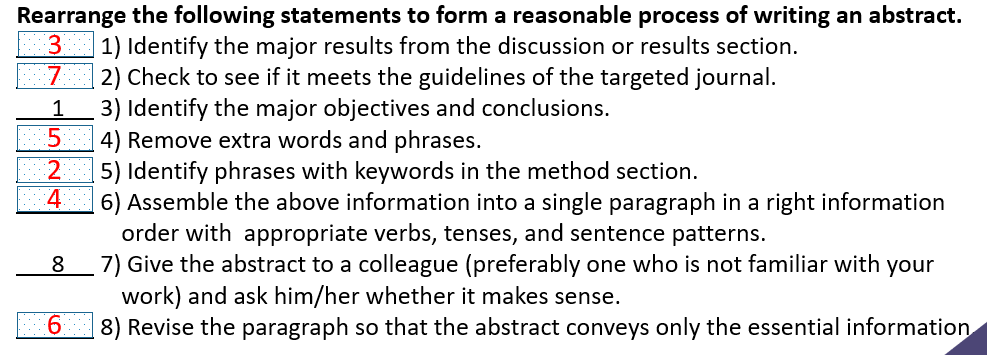 Rearrange the following statements to form a reasonable process of writing an abstract.
3 1) Identify the major results from the discussion or results section.
7 2) Check to see if it meets the guidelines of the targeted journal.
1 3) Identify the major objectives and conclusions.
5 4) Remove extra words and phrases.
2 5) Identify phrases with keywords in the method section.
4 6) Assemble the above information into a single paragraph in a right information
order with appropriate verbs, tenses, and sentence patterns.
8 7) Give the abstract to a colleague (preferably one who is not familiar with your
work) and ask him/her whether it makes sense.
6 8) Revise the paragraph so that the abstract conveys only the essential information.